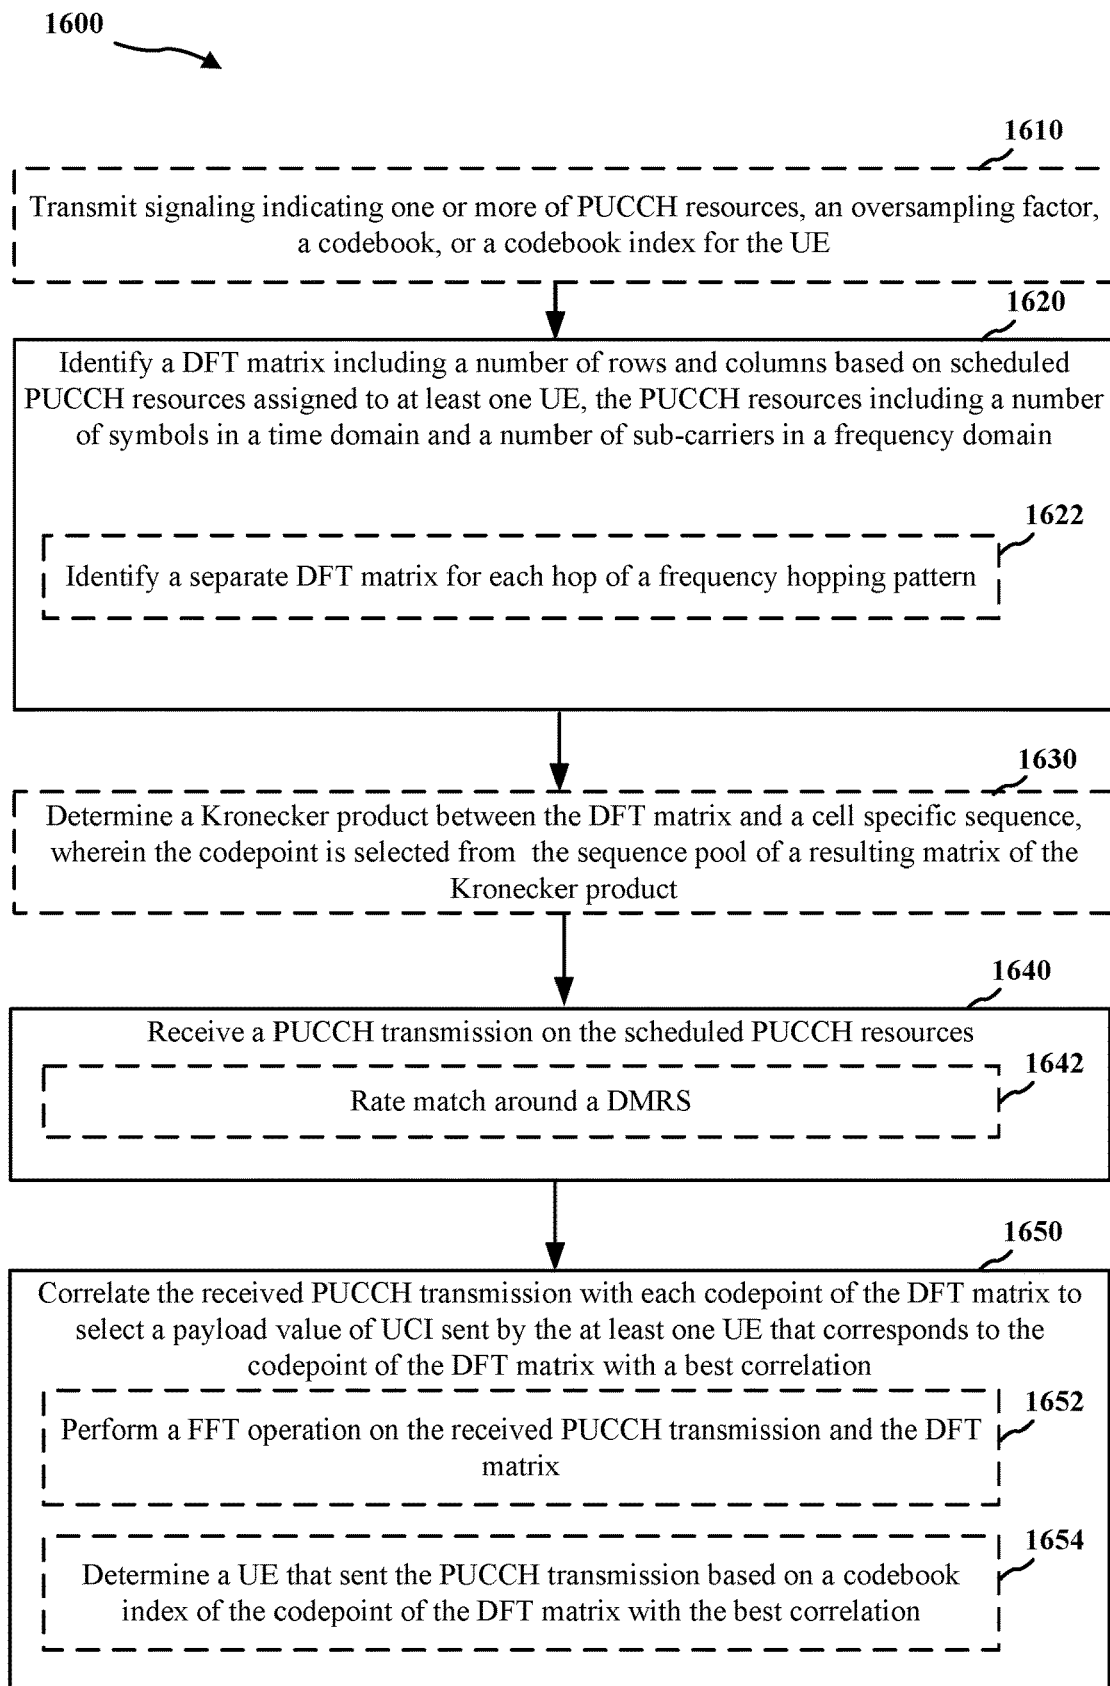 1600
1610
Transmit signaling indicating one or more of PUCCH resources, an oversampling factor,
a codebook, or a codebook index for the UE
1620
Identify a DFT matrix including a number of rows and columns based on scheduled
PUCCH resources assigned to at least one UE, the PUCCH resources including a number
of symbols in a time domain and a number of sub-carriers in a frequency domain
1622
Identify a separate DFT matrix for each hop of a frequency hopping pattern
1630
Determine a Kronecker product between the DFT matrix and a cell specific sequence,
wherein the codepoint is selected from the sequence pool of a resulting matrix of the
Kronecker product
1640
Receive a PUCCH transmission on the scheduled PUCCH resources
1642
Rate match around a DMRS
1650
Correlate the received PUCCH transmission with each codepoint of the DFT matrix to
select a payload value of UCI sent by the at least one UE that corresponds to the
codepoint of the DFT matrix with a best correlation
1652
Perform a FFT operation on the received PUCCH transmission and the DFT
matrix
1654
Determine a UE that sent the PUCCH transmission based on a codebook
index of the codepoint of the DFT matrix with the best correlation